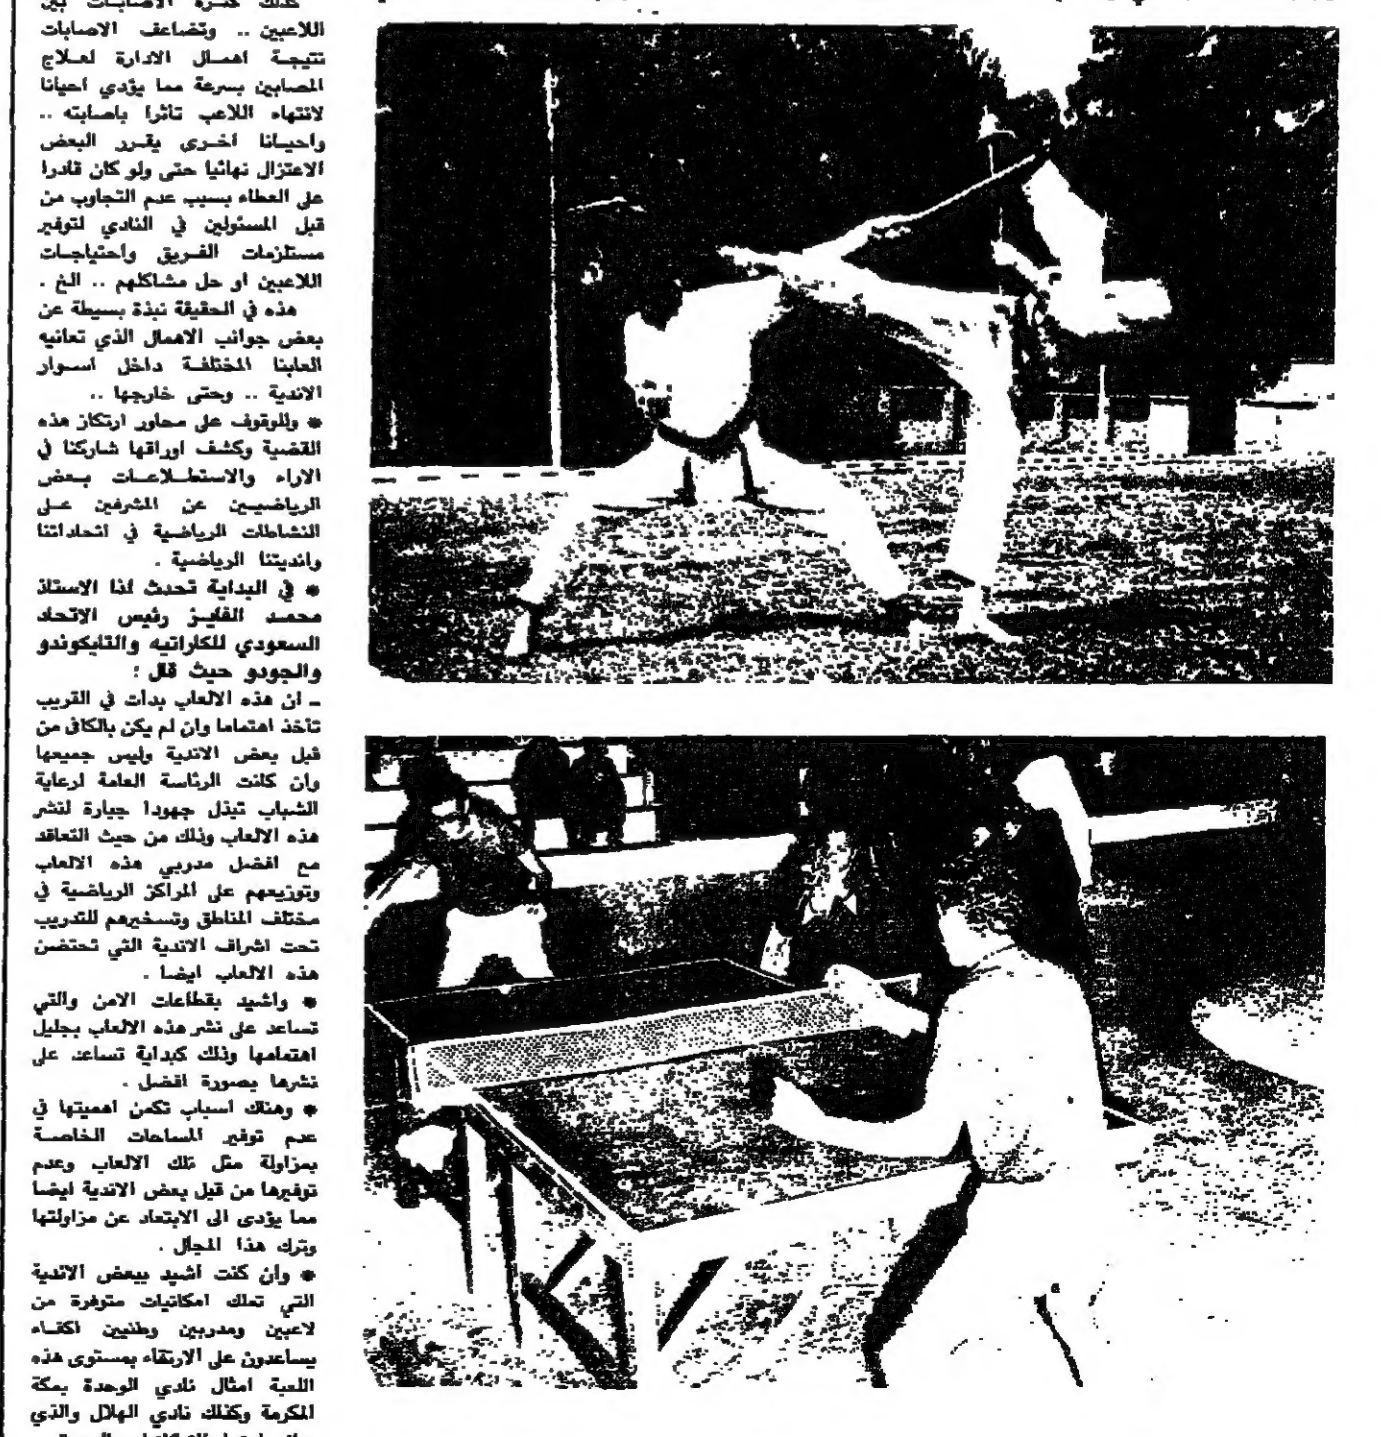 كذلك كثرة الاصابات بين
اللاعبين .. وتضاعف الاصابات
نتيجة اهمال الادارة لعلاج
المصابين بسرعة مما يؤدي احيانا
لانتهاء اللاعب تاثرا باصابته ..
واحيانا اخرى يقرر البعض
الاعتزال نهائيا حتى ولو كان قادرا
على العطاء بسبب عدم التجاوب من
قبل المسئولين في النادي لتوفير
مستلزمات الفريق واحتياجات
اللاعبين او حل مشاكلهم .. الخ .
هذه في الحقيقة نبذة بسيطة عن
بعض جوانب الاهمال الذي تعانيه
العابنا المختلفة داخل اسوار
الاندية .. وحتى خارجها ..
* وللوقوف على محاور ارتكاز هذه
القضية وكشف اوراقها شاركنا في
الاراء والاستطلاعات بعض
الرياضيين عن المشرفين على
النشاطات الرياضية في اتحاداتنا
وانديتنا الرياضية .
* في البداية تحدث لنا الاستاذ
محمد الفايز رئيس الاتحاد
السعودي للكاراتيه والتايكوندو
والجودو حيث قال :
ـ ان هذه الالعاب بدأت في القريب
تأخذ اهتماما وان لم يكن بالكافي من
قبل بعض الاندية وليس جميعها
وان كانت الرئاسة العامة لرعاية
الشباب تبذل جهودا جبارة لنشر
هذه الالعاب وذلك من حيث التعاقد
مع افضل مدربي هذه الالعاب
وتوزيعهم على المراكز الرياضية في
مختلف المناطق وتسخيرهم للتدريب
تحت اشراف الاندية التي تحتضن
هذه الالعاب ايضا .
* واشيد بقطاعات الامن والتي
تساعد على نشر هذه الالعاب بجليل
اهتمامها وذلك كبداية تساعد على
نشرها بصورة افضل .
* وهناك اسباب تكمن اهميتها في
عدم توفير المساحات الخاصة
بمزاولة مثل تلك الالعاب وعدم
توفيرها من قبل بعض الاندية ايضا
مما يؤدى الى الابتعاد عن مزاولتها
وترك هذا المجال .
* وان كنت اشيد ببعض الاندية
التي تملك امكانيات متوفرة من
لاعبين ومدربين وطنيين اكفاء
يساعدون على الارتقاء بمستوى هذه
اللعبة امثال نادي الوحدة بمكة
المكرمة وكذلك نادي الهلال والذي